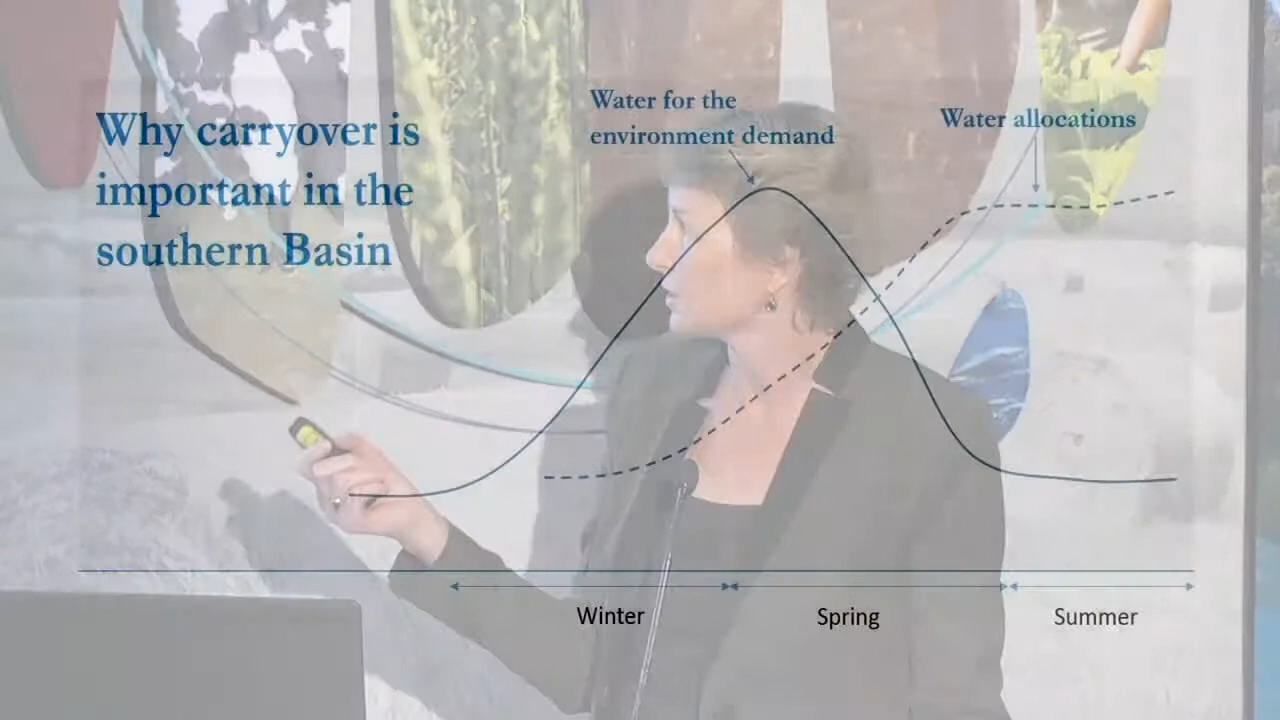 Why carryover is
important in the
southern Basin
Water for the
environment demand
Water allocations
Winter
Spring
Summer